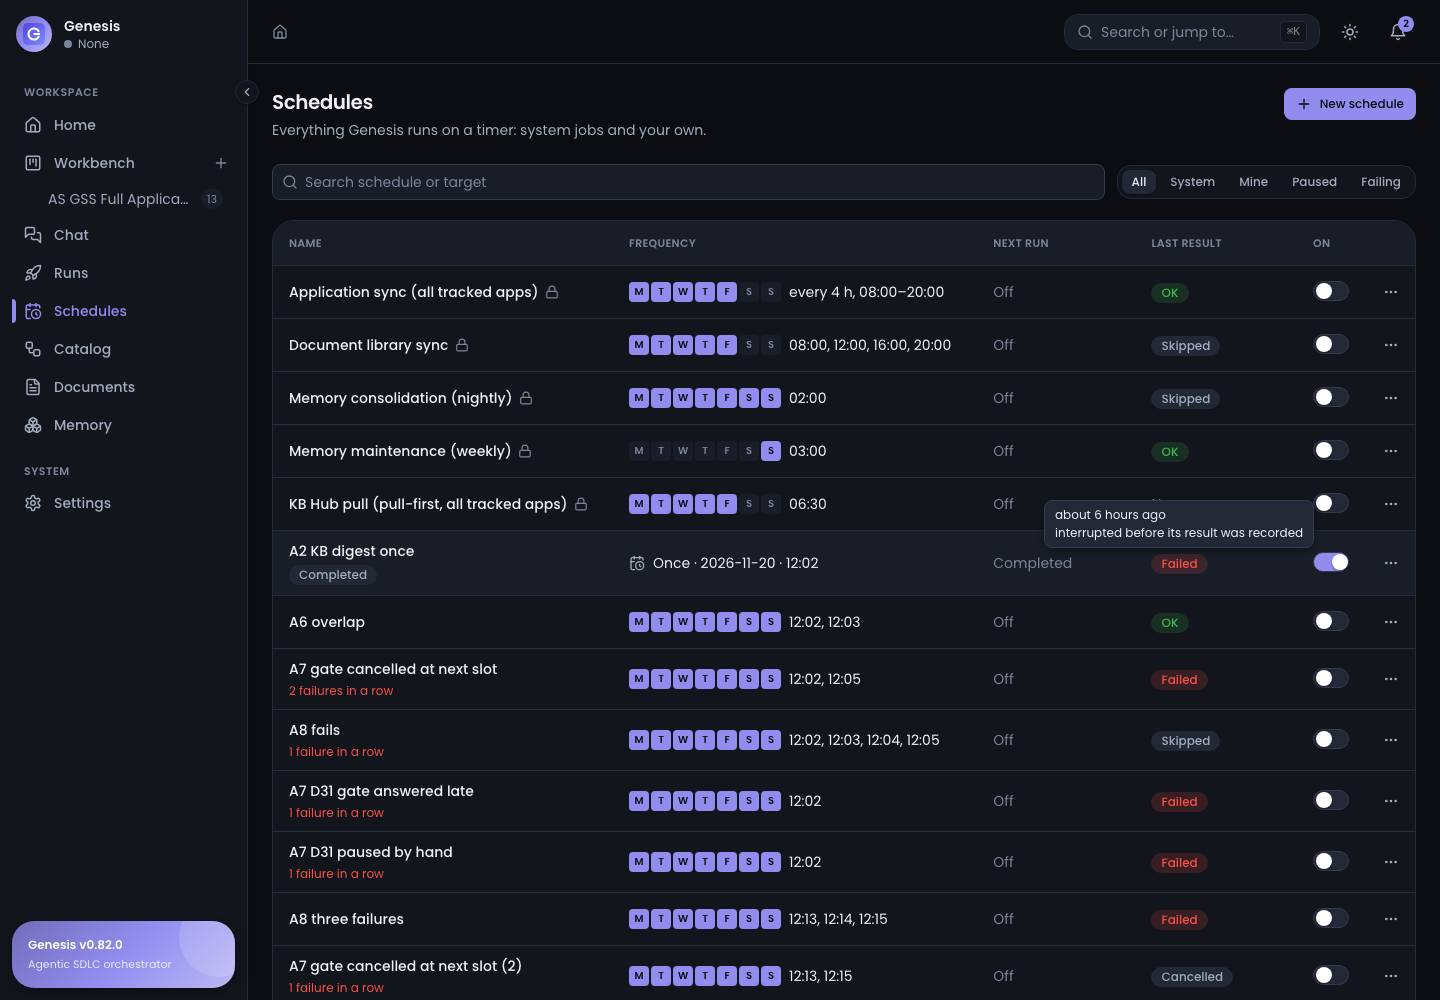 Genesis
None
WORKSPACE
Home
Workbench
AS GSS Full Applica... 13
Chat
Runs
Schedules
Catalog
Documents
Memory
SYSTEM
Settings
Genesis v0.82.0
Agentic SDLC orchestrator
Search or jump to... ⌘K
2
Schedules
New schedule
Everything Genesis runs on a timer: system jobs and your own.
Search schedule or target
All System Mine Paused Failing
NAME FREQUENCY NEXT RUN LAST RESULT ON
Application sync (all tracked apps) M T W T F S S every 4 h, 08:00–20:00 Off OK
Document library sync M T W T F S S 08:00, 12:00, 16:00, 20:00 Off Skipped
Memory consolidation (nightly) M T W T F S S 02:00 Off Skipped
Memory maintenance (weekly) M T W T F S S 03:00 Off OK
KB Hub pull (pull-first, all tracked apps) M T W T F S S 06:30 Off
about 6 hours ago
interrupted before its result was recorded
A2 KB digest once
Completed
Once · 2026-11-20 · 12:02 Completed Failed
A6 overlap M T W T F S S 12:02, 12:03 Off OK
A7 gate cancelled at next slot
2 failures in a row
M T W T F S S 12:02, 12:05 Off Failed
A8 fails
1 failure in a row
M T W T F S S 12:02, 12:03, 12:04, 12:05 Off Skipped
A7 D31 gate answered late
1 failure in a row
M T W T F S S 12:02 Off Failed
A7 D31 paused by hand
1 failure in a row
M T W T F S S 12:02 Off Failed
A8 three failures M T W T F S S 12:13, 12:14, 12:15 Off Failed
A7 gate cancelled at next slot (2)
1 failure in a row
M T W T F S S 12:13, 12:15 Off Cancelled